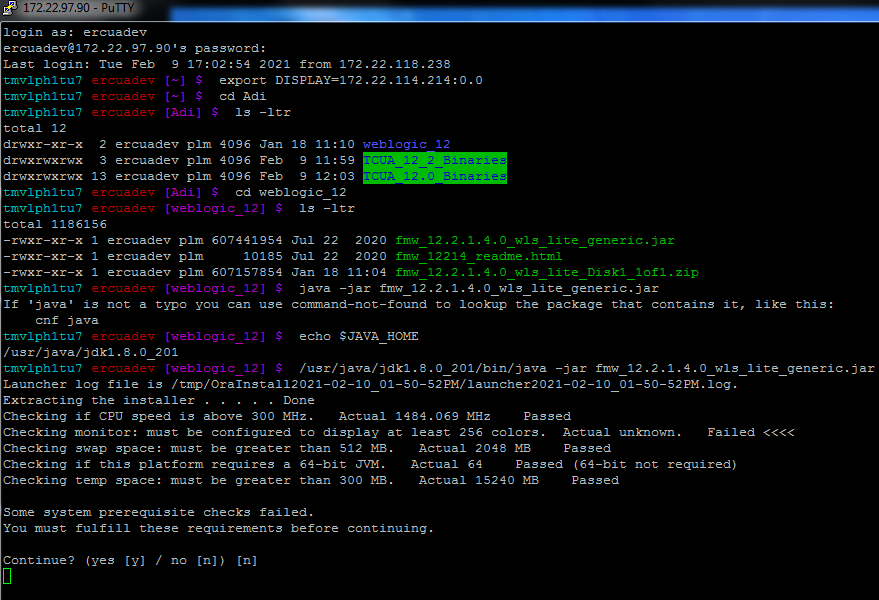 172.22.97.90 - PuTTY
login as: ercuadev
ercuadev@172.22.97.90's password:
Last login: Tue Feb  9 17:02:54 2021 from 172.22.118.238
tmvlph1tu7 ercuadev [~] $  export DISPLAY=172.22.114.214:0.0
tmvlph1tu7 ercuadev [~] $  cd Adi
tmvlph1tu7 ercuadev [Adi] $  ls -ltr
total 12
drwxr-xr-x  2 ercuadev plm 4096 Jan 18 11:10 weblogic_12
drwxrwxrwx  3 ercuadev plm 4096 Feb  9 11:59 TCUA_12_2_Binaries
drwxrwxrwx 13 ercuadev plm 4096 Feb  9 12:03 TCUA_12.0_Binaries
tmvlph1tu7 ercuadev [Adi] $  cd weblogic_12
tmvlph1tu7 ercuadev [weblogic_12] $  ls -ltr
total 1186156
-rwxr-xr-x 1 ercuadev plm 607441954 Jul 22  2020 fmw_12.2.1.4.0_wls_lite_generic.jar
-rwxr-xr-x 1 ercuadev plm     10185 Jul 22  2020 fmw_12214_readme.html
-rwxr-xr-x 1 ercuadev plm 607157854 Jan 18 11:04 fmw_12.2.1.4.0_wls_lite_Disk1_1of1.zip
tmvlph1tu7 ercuadev [weblogic_12] $  java -jar fmw_12.2.1.4.0_wls_lite_generic.jar
If 'java' is not a typo you can use command-not-found to lookup the package that contains it, like this:
    cnf java
tmvlph1tu7 ercuadev [weblogic_12] $  echo $JAVA_HOME
/usr/java/jdk1.8.0_201
tmvlph1tu7 ercuadev [weblogic_12] $  /usr/java/jdk1.8.0_201/bin/java -jar fmw_12.2.1.4.0_wls_lite_generic.jar
Launcher log file is /tmp/OraInstall2021-02-10_01-50-52PM/launcher2021-02-10_01-50-52PM.log.
Extracting the installer . . . . . Done
Checking if CPU speed is above 300 MHz.   Actual 1484.069 MHz    Passed
Checking monitor: must be configured to display at least 256 colors.  Actual unknown.   Failed <<<<
Checking swap space: must be greater than 512 MB.   Actual 2048 MB    Passed
Checking if this platform requires a 64-bit JVM.   Actual 64    Passed (64-bit not required)
Checking temp space: must be greater than 300 MB.   Actual 15240 MB    Passed
Some system prerequisite checks failed.
You must fulfill these requirements before continuing.
Continue? (yes [y] / no [n]) [n]